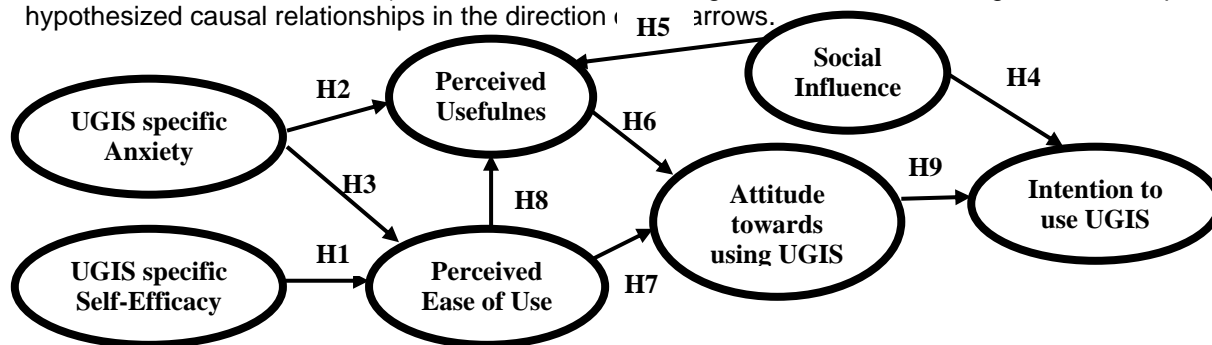 hypothesized causal relationships in the direction arrows.
H5
Social
Influence
H4
Perceived
Usefulnes
H2
UGIS specific
Anxiety
H6
H9
H3
H8
Attitude
towards
using UGIS
Intention to
use UGIS
H1
UGIS specific
Self-Efficacy
Perceived
Ease of Use
H7